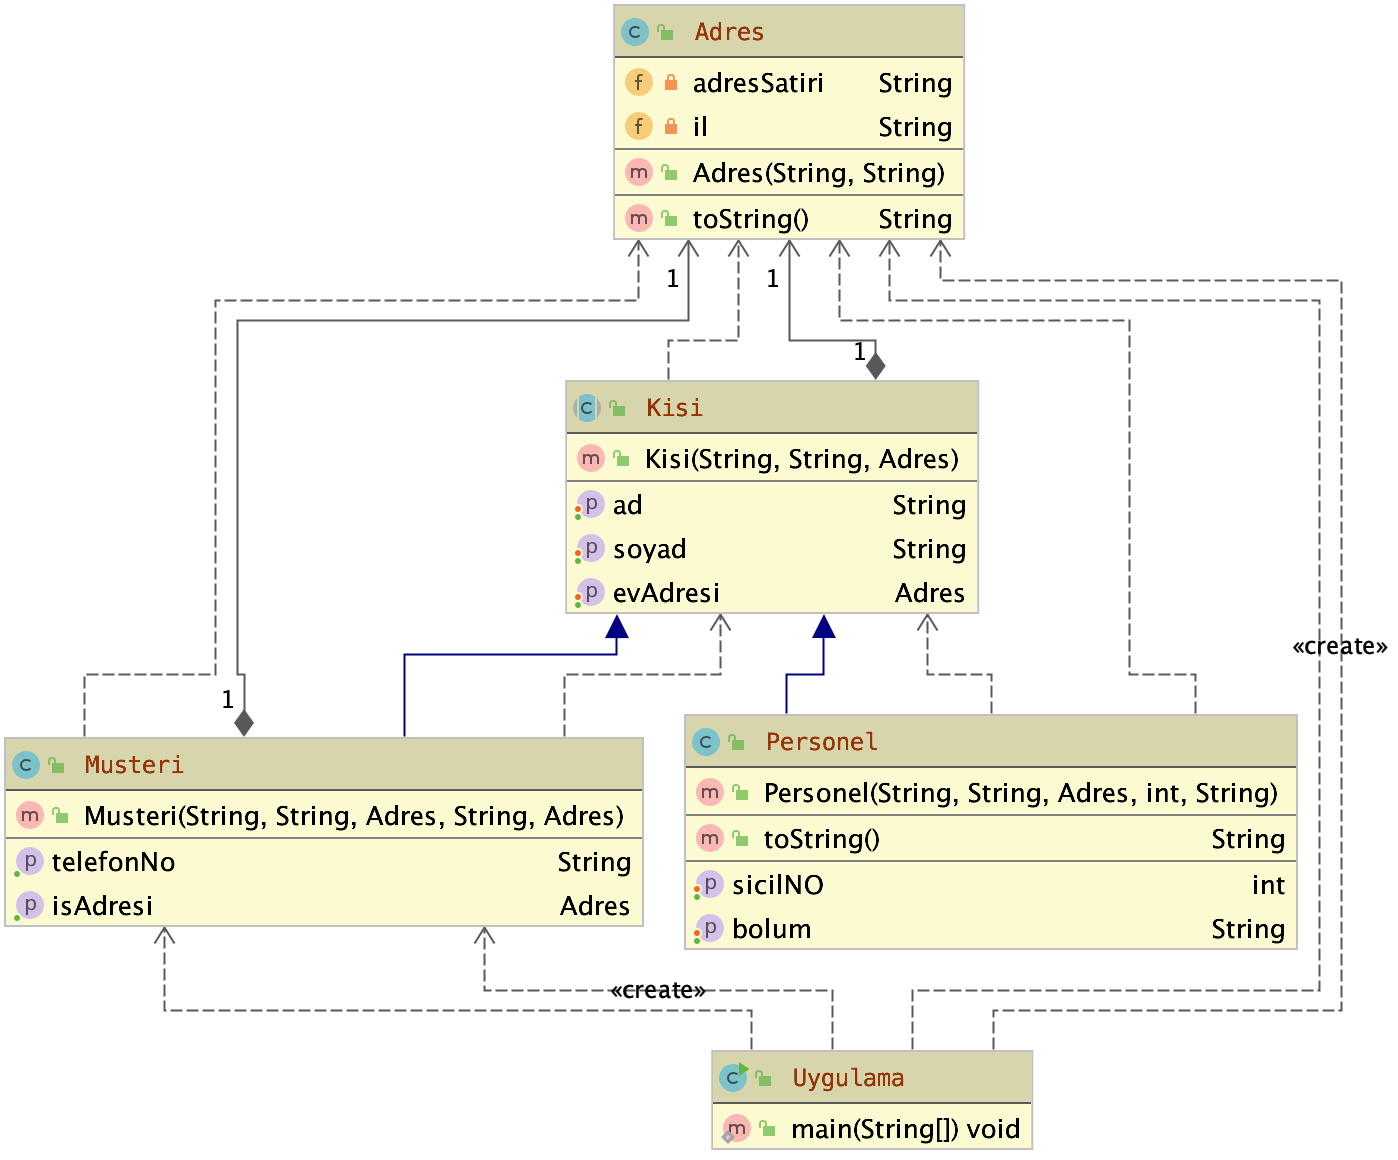 Adres
adresSatiri String
il String
Adres(String, String)
toString() String
1 1
1
Kisi
Kisi(String, String, Adres)
ad String
soyad String
evAdresi Adres
«create»
1
Musteri
Musteri(String, String, Adres, String, Adres)
telefonNo String
isAdresi Adres
Personel
Personel(String, String, Adres, int, String)
toString() String
sicilNO int
bolum String
«create»
Uygulama
main(String[]) void